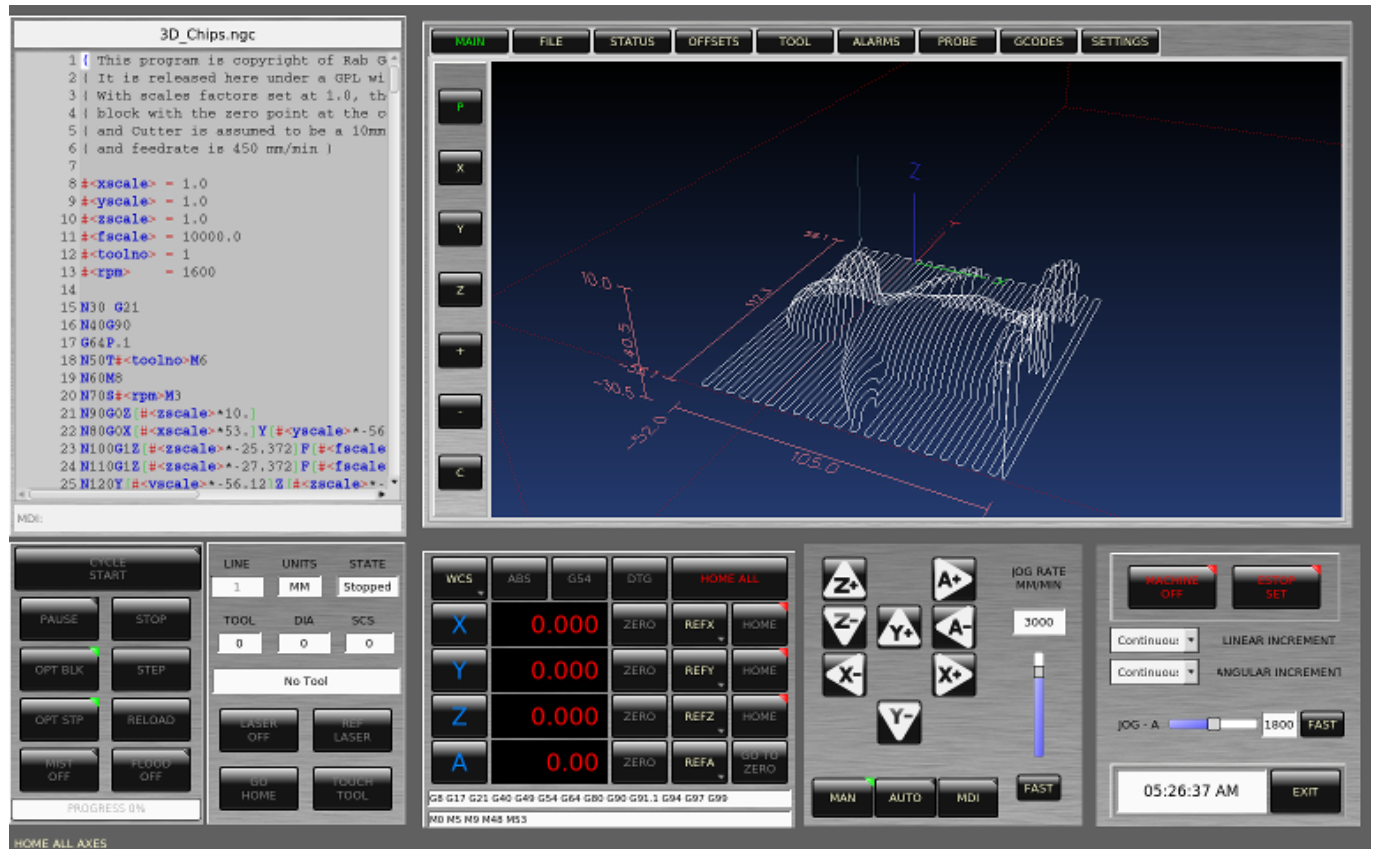 3D_Chips.ngc
1 ( This program is copyright of Rab G
2 ( It is released here under a GPL wi
3 ( With scales factors set at 1.0, th
4 ( block with the zero point at the c
5 ( and Cutter is assumed to be a 10mm
6 ( and feedrate is 450 mm/min )
7
8 #<xscale> = 1.0
9 #<yscale> = 1.0
10 #<zscale> = 1.0
11 #<fscale> = 10000.0
12 #<toolno> = 1
13 #<rpm> = 1600
14
15 N30 G21
16 N40G90
17 G64P.1
18 N50T#<toolno>M6
19 N60M8
20 N70S#<rpm>M3
21 N90G0Z[#<zscale>*10.]
22 N80G0X[#<xscale>*53.]Y[#<yscale>*-56
23 N100G1Z[#<zscale>*-25.372]F[#<fscale
24 N110G1Z[#<zscale>*-27.372]F[#<fscale
25 N120Y[#<yscale>*-56.12]Z[#<zscale>*-
MDI:
MAIN FILE STATUS OFFSETS TOOL ALARMS PROBE GCODES SETTINGS
P
X
Y
Z
+
-
C
Z
Y
X
10.0
40.5
-30.5
-52.0
105.0
CYCLE
START
PAUSE STOP
OPT BLK STEP
OPT STP RELOAD
MIST
OFF
FLOOD
OFF
PROGRESS 0%
LINE UNITS STATE
1 MM Stopped
TOOL DIA SCS
0 0 0
No Tool
LASER
OFF
REF
LASER
GO
HOME
TOUCH
TOOL
WCS ABS G54 DTG HOME ALL
X 0.000 ZERO REFX HOME
Y 0.000 ZERO REFY HOME
Z 0.000 ZERO REFZ HOME
A 0.00 ZERO REFA GO TO
ZERO
G8 G17 G21 G40 G49 G54 G64 G80 G90 G91.1 G94 G97 G99
M0 M5 M9 M48 M53
Z+ A+
Z- Y+ A-
X- X+
Y-
JOG RATE
MM/MIN
3000
FAST
MAN AUTO MDI
MACHINE
OFF
ESTOP
SET
Continuou: LINEAR INCREMENT
Continuou: ANGULAR INCREMENT
JOG - A 1800 FAST
05:26:37 AM EXIT
HOME ALL AXES